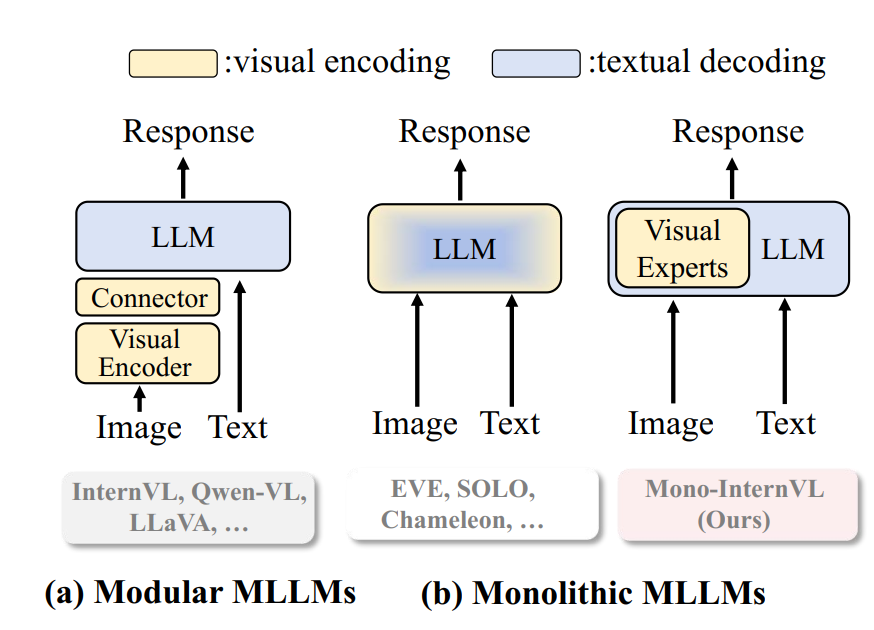 :visual encoding :textual decoding
Response Response Response
LLM
Connector
Visual
Encoder
Image Text
LLM
Image Text
Visual
Experts
LLM
Image Text
InternVL, Qwen-VL,
LLaVA, …
EVE, SOLO,
Chameleon, …
Mono-InternVL
(Ours)
(a) Modular MLLMs (b) Monolithic MLLMs